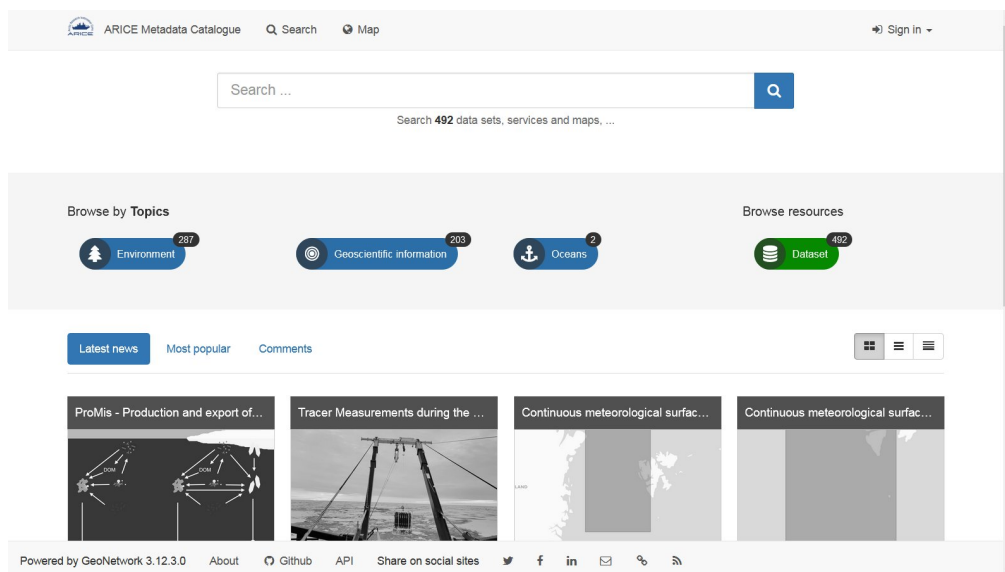 ARICE
ARICE Metadata Catalogue Search Map Sign in
Search ...
Search 492 data sets, services and maps, ...
Browse by Topics Browse resources
Environment 287 Geoscientific information 203 Oceans 2 Dataset 492
Latest news Most popular Comments
ProMis - Production and export of... Tracer Measurements during the ... Continuous meteorological surfac... Continuous meteorological surfac...
DOM DOM
Powered by GeoNetwork 3.12.3.0 About Github API Share on social sites